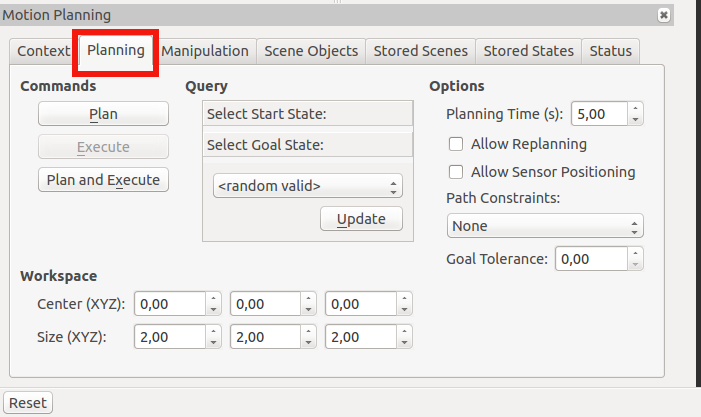 Motion Planning
Context Planning Manipulation Scene Objects Stored Scenes Stored States Status
Commands
Plan
Execute
Plan and Execute
Query
Select Start State:
Select Goal State:
<random valid>
Update
Options
Planning Time (s): 5,00
Allow Replanning
Allow Sensor Positioning
Path Constraints:
None
Goal Tolerance: 0,00
Workspace
Center (XYZ): 0,00 0,00 0,00
Size (XYZ): 2,00 2,00 2,00
Reset